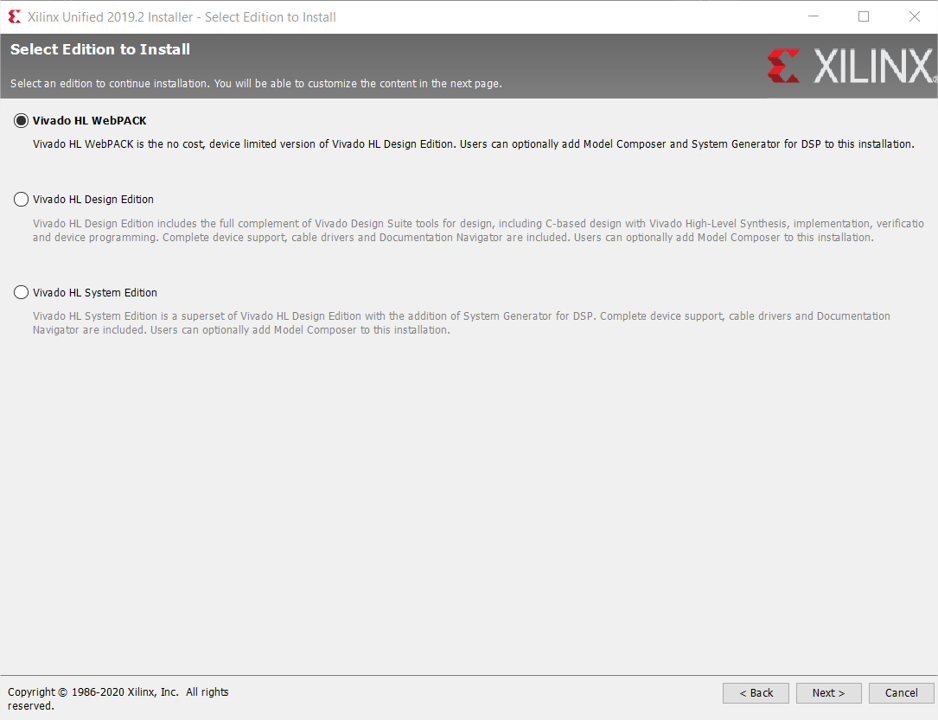 Xilinx Unified 2019.2 Installer - Select Edition to Install
Select Edition to Install
Select an edition to continue installation. You will be able to customize the content in the next page.
XILINX
Vivado HL WebPACK
Vivado HL WebPACK is the no cost, device limited version of Vivado HL Design Edition. Users can optionally add Model Composer and System Generator for DSP to this installation.
Vivado HL Design Edition
Vivado HL Design Edition includes the full complement of Vivado Design Suite tools for design, including C-based design with Vivado High-Level Synthesis, implementation, verificatio
and device programming. Complete device support, cable drivers and Documentation Navigator are included. Users can optionally add Model Composer to this installation.
Vivado HL System Edition
Vivado HL System Edition is a superset of Vivado HL Design Edition with the addition of System Generator for DSP. Complete device support, cable drivers and Documentation
Navigator are included. Users can optionally add Model Composer to this installation.
Copyright © 1986-2020 Xilinx, Inc. All rights
reserved.
< Back
Next >
Cancel